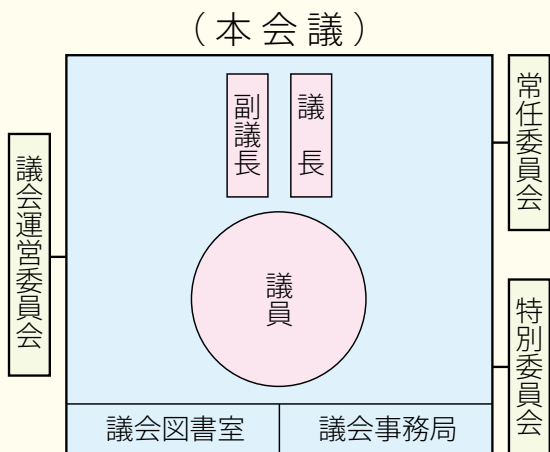 （本会議）
議長
副議長
常任委員会
議会運営委員会
議員
特別委員会
議会図書室
議会事務局